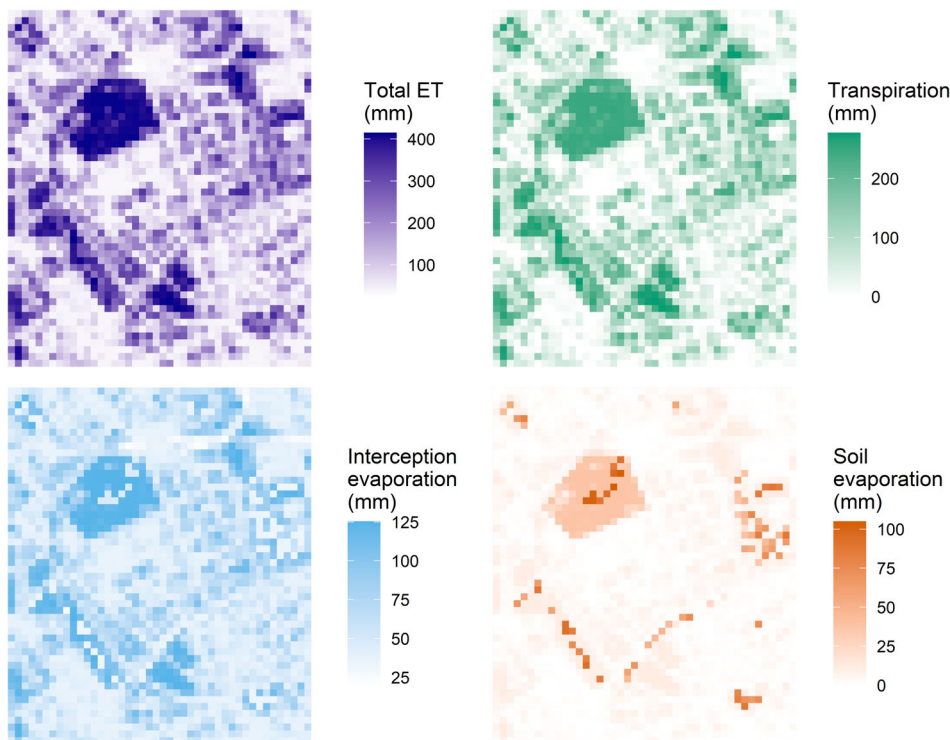 Total ET
(mm)
400
300
200
100
Transpiration
(mm)
200
100
0
Interception
evaporation
(mm)
125
100
75
50
25
Soil
evaporation
(mm)
100
75
50
25
0